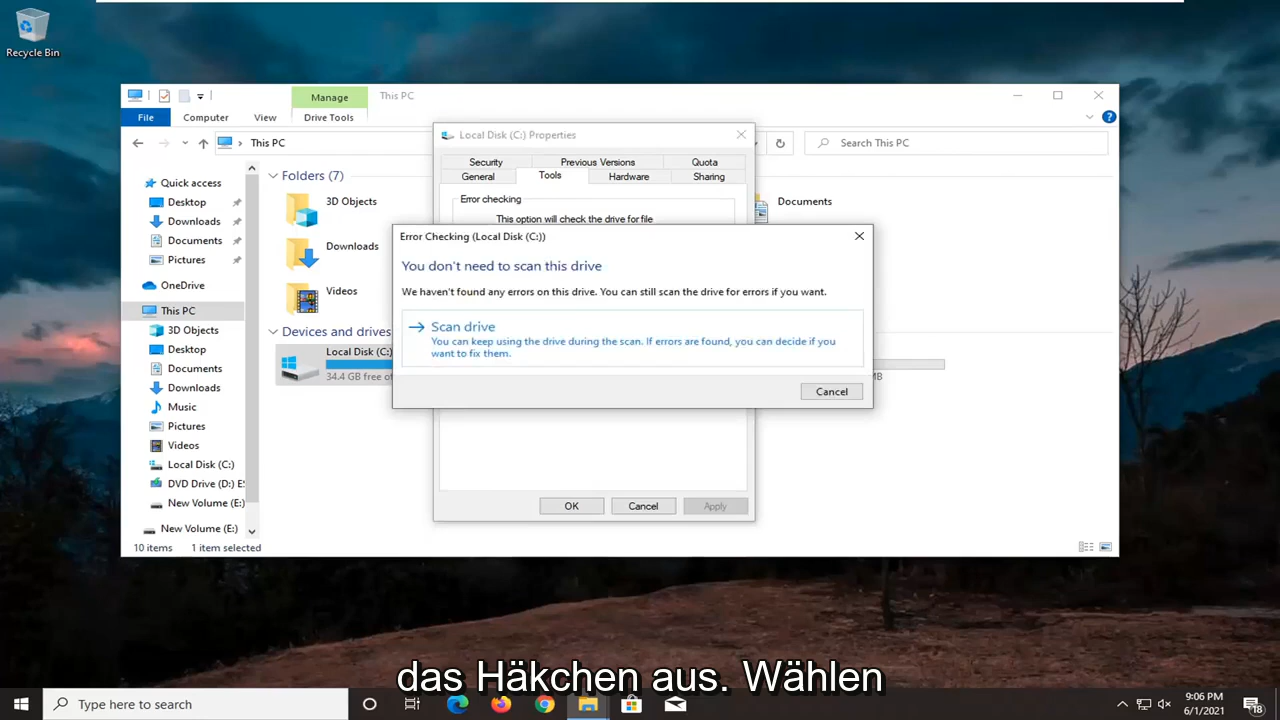 Recycle Bin
Manage
This PC
File
Computer
View
Drive Tools
This PC
Search This PC
Quick access
Desktop
Downloads
Documents
Pictures
OneDrive
This PC
3D Objects
Desktop
Documents
Downloads
Music
Pictures
Videos
Local Disk (C:)
DVD Drive (D:) ES
New Volume (E:)
New Volume (E:)
10 items
1 item selected
Folders (7)
3D Objects
Downloads
Videos
Documents
Devices and drives
Local Disk (C:)
34.4 GB free of
MB
Local Disk (C:) Properties
Security
Previous Versions
Quota
General
Tools
Hardware
Sharing
Error checking
This option will check the drive for file
Error Checking (Local Disk (C:))
You don't need to scan this drive
We haven't found any errors on this drive. You can still scan the drive for errors if you want.
Scan drive
You can keep using the drive during the scan. If errors are found, you can decide if you
want to fix them.
Cancel
OK
Cancel
Apply
das Häkchen aus. Wählen
Type here to search
9:06 PM
6/1/2021
18